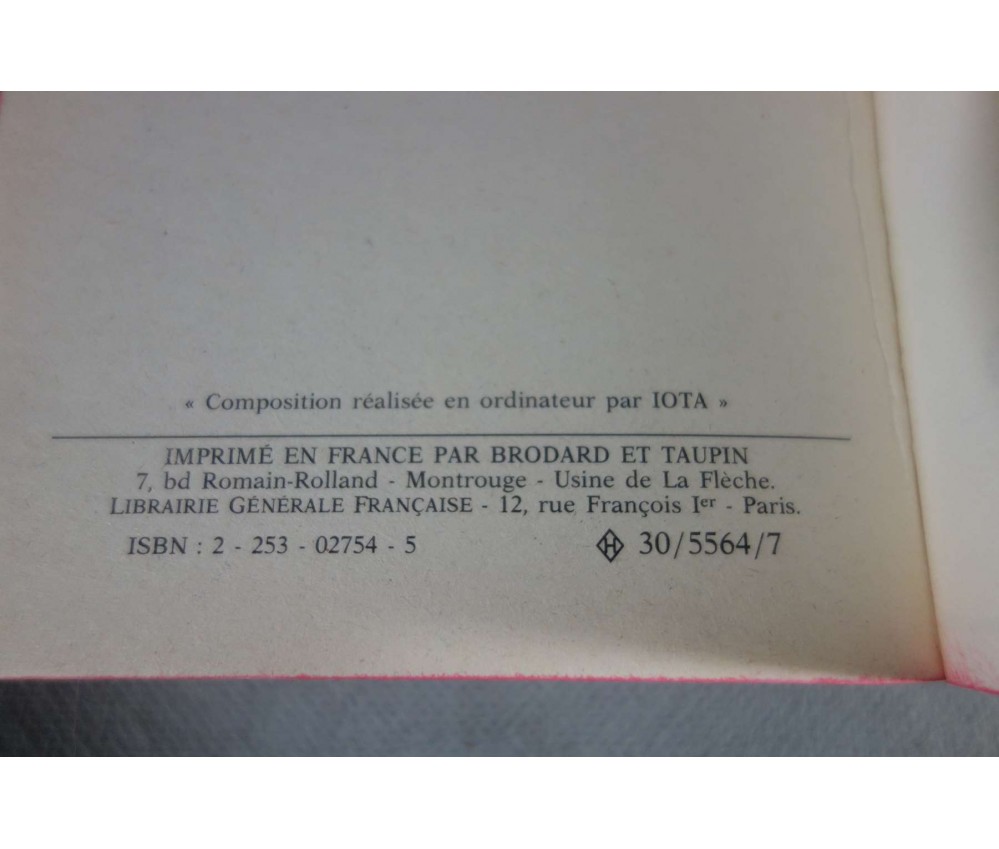 « Composition réalisée en ordinateur par IOTA »
IMPRIMÉ EN FRANCE PAR BRODARD ET TAUPIN
7, bd Romain-Rolland - Montrouge - Usine de La Flèche.
LIBRAIRIE GÉNÉRALE FRANÇAISE - 12, rue François Ier - Paris.
ISBN : 2 - 253 - 02754 - 5 H 30/5564/7